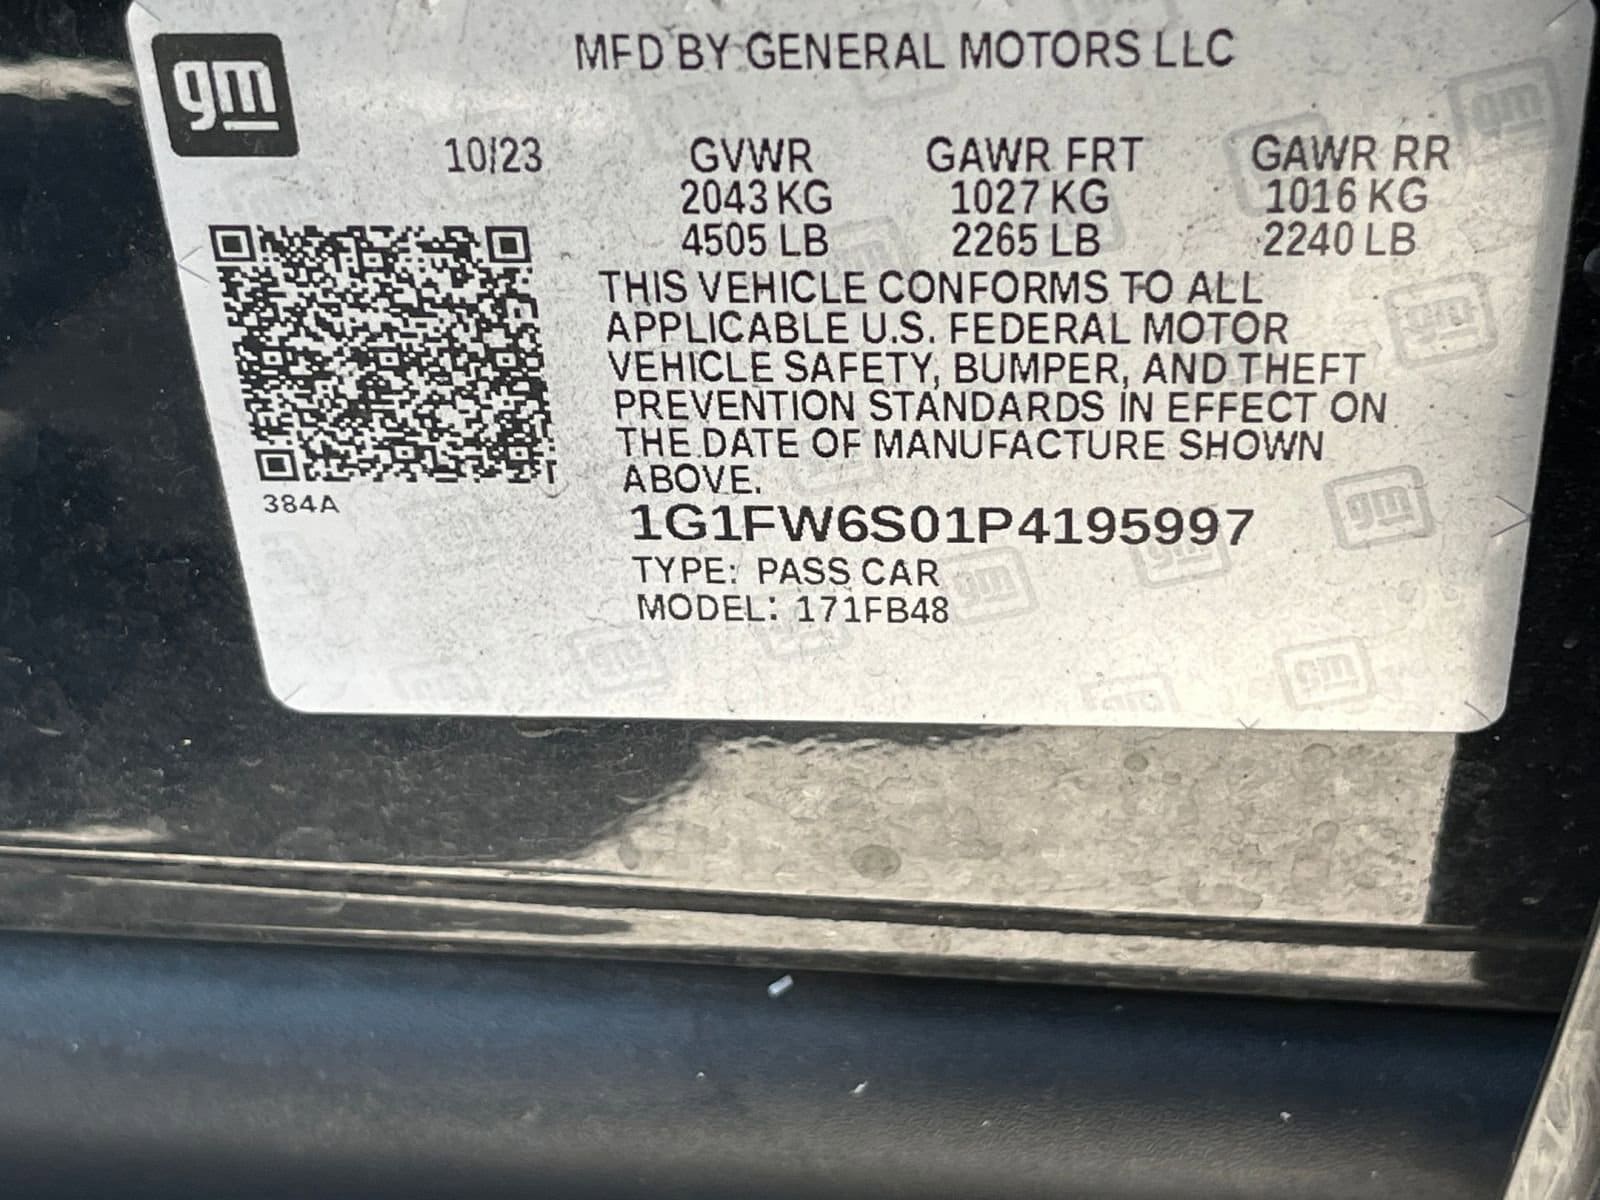 gm
MFD BY GENERAL MOTORS LLC
10/23 GVWR GAWR FRT GAWR RR
2043 KG 1027 KG 1016 KG
4505 LB 2265 LB 2240 LB
THIS VEHICLE CONFORMS TO ALL
APPLICABLE U.S. FEDERAL MOTOR
VEHICLE SAFETY, BUMPER, AND THEFT
PREVENTION STANDARDS IN EFFECT ON
THE DATE OF MANUFACTURE SHOWN
ABOVE.
384A
1G1FW6S01P4195997
TYPE: PASS CAR
MODEL: 171FB48